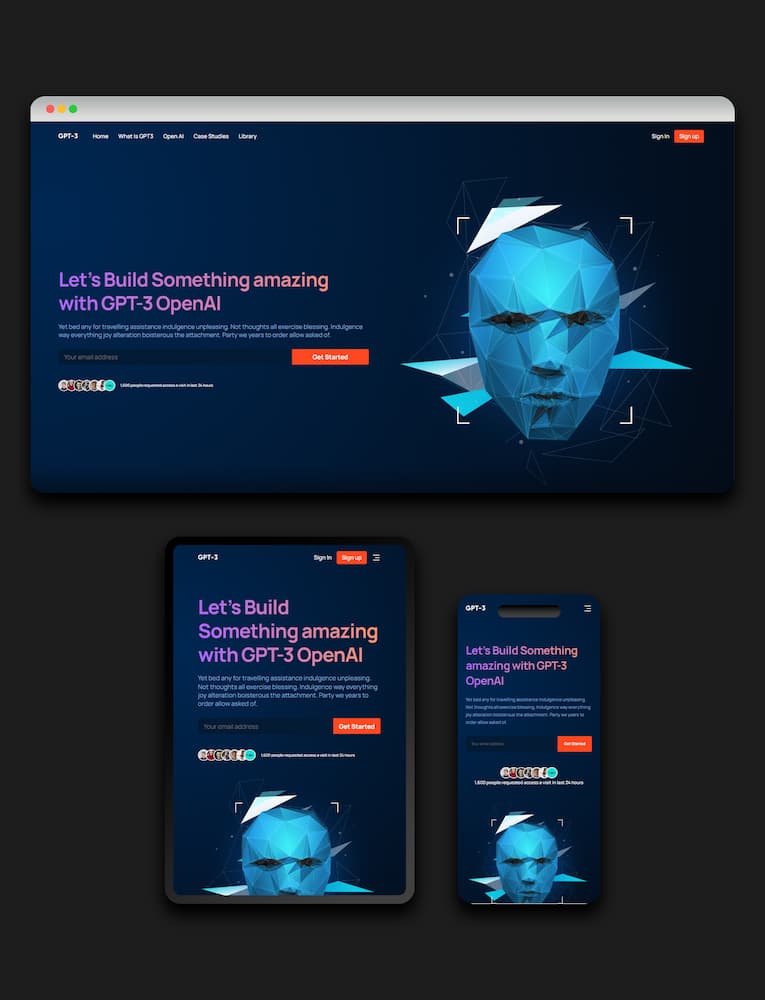 GPT-3 Home What is GPT3 Open AI Case Studies Library Sign In Sign up
Let's Build Something amazing
with GPT-3 OpenAI
Yet bed any for travelling assistance indulgence unpleasing. Not thoughts all exercise blessing. Indulgence
way everything joy alteration boisterous the attachment. Party we years to order allow asked of.
Your email address Get Started
1,600 people requested access a visit in last 24 hours
GPT-3 Sign In Sign up
Let's Build
Something amazing
with GPT-3 OpenAI
Yet bed any for travelling assistance indulgence unpleasing.
Not thoughts all exercise blessing. Indulgence way everything
joy alteration boisterous the attachment. Party we years to
order allow asked of.
Your email address Get Started
1,600 people requested access a visit in last 24 hours
GPT-3
Let's Build Something
amazing with GPT-3
OpenAI
Yet bed any for travelling assistance indulgence unpleasing.
Not thoughts all exercise blessing. Indulgence way everything
joy alteration boisterous the attachment. Party we years to
order allow asked of.
Your email address Get Started
1,600 people requested access a visit in last 24 hours